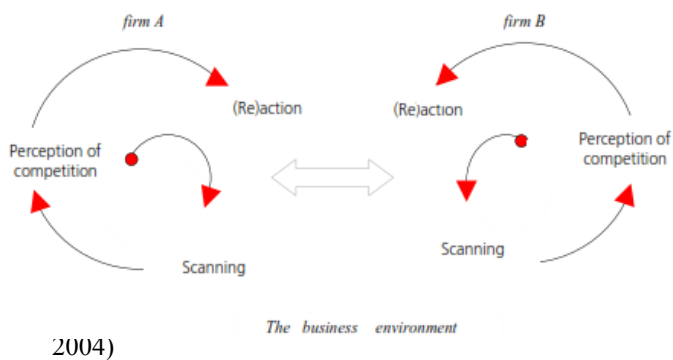 firm A
firm B
(Re)action
(Re)action
Perception of
competition
Perception of
competition
Scanning
Scanning
The business environment
2004)